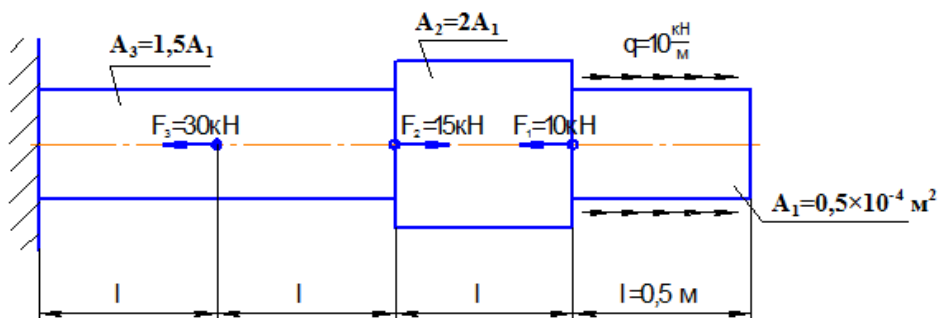 A₃=1,5A₁
A₂=2A₁
q=10 кН/м
F₃=30кН
F₂=15кН
F₁=10кН
A₁=0,5×10⁻⁴ м²
l
l
l
l=0,5 м